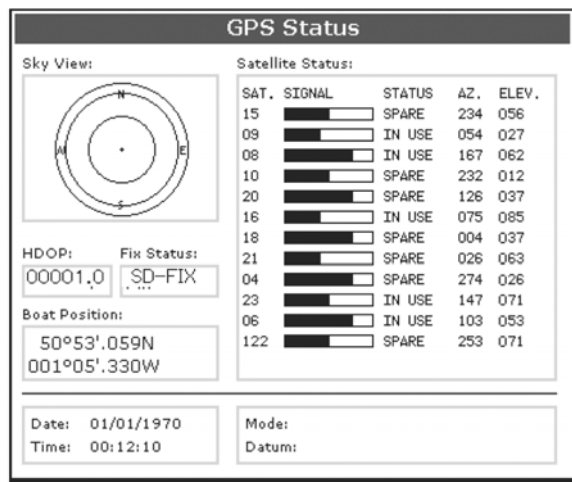 GPS Status
Sky View:
N
E
S
HDOP: Fix Status:
00001.0 SD-FIX
Boat Position:
50°53'.059N
001°05'.330W
Satellite Status:
SAT. SIGNAL STATUS AZ. ELEV.
15 SPARE 234 056
09 IN USE 054 027
08 IN USE 167 062
10 SPARE 232 012
20 SPARE 126 037
16 IN USE 075 085
18 SPARE 004 037
21 SPARE 026 063
04 SPARE 274 026
23 IN USE 147 071
06 IN USE 103 053
122 SPARE 253 071
Date: 01/01/1970
Time: 00:12:10
Mode:
Datum: